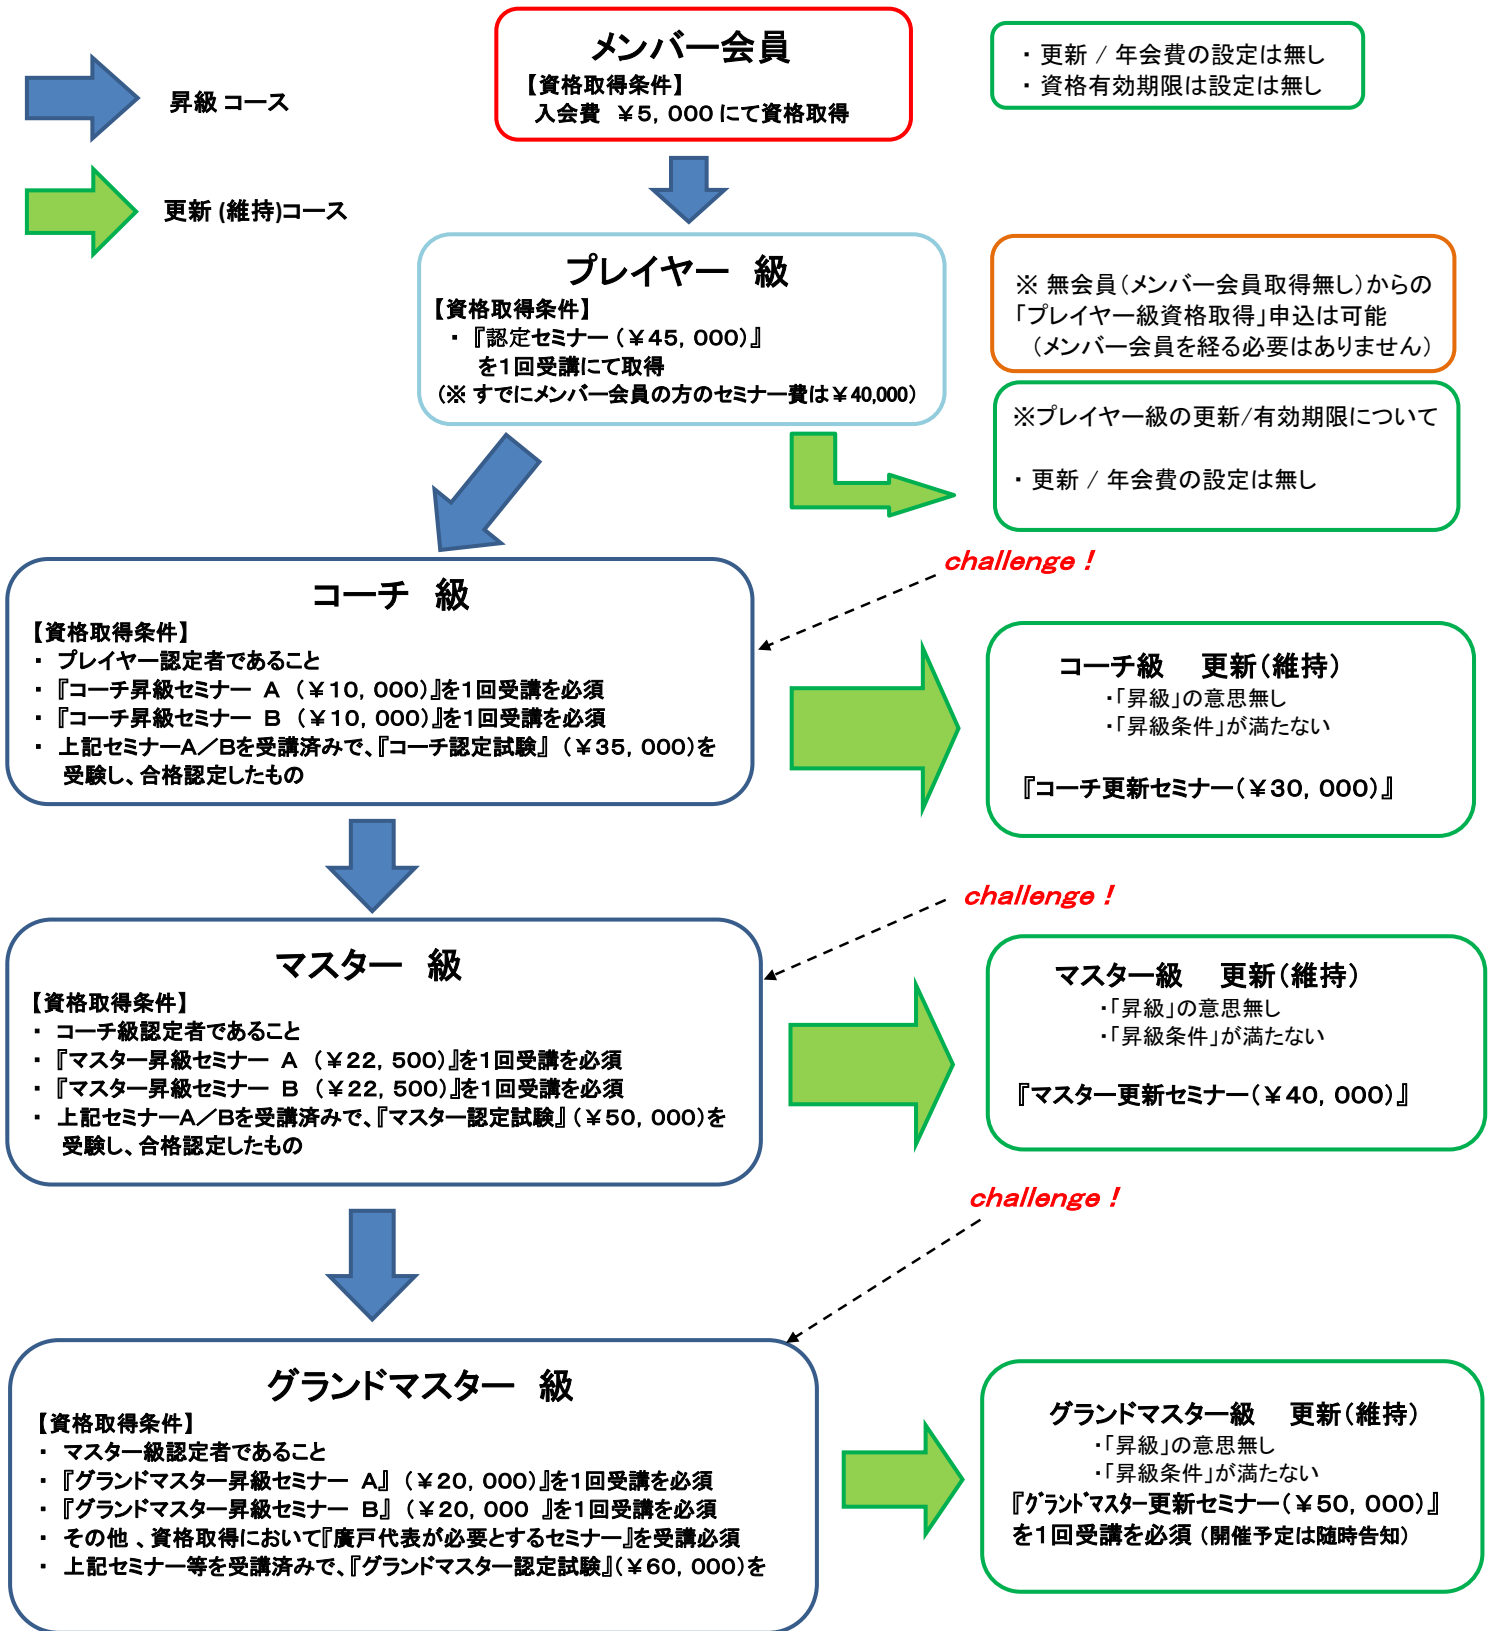 メンバー会員
【資格取得条件】
入会費　￥5，000 にて資格取得
・ 更新 / 年会費の設定は無し
・ 資格有効期限は設定は無し
昇級 コース
更新 (維持)コース
プレイヤー　級
【資格取得条件】
・『認定セミナー（￥45，000）』
を1回受講にて取得
（※ すでにメンバー会員の方のセミナー費は￥40,000）
※ 無会員（メンバー会員取得無し）からの
「プレイヤー級資格取得」申込は可能
（メンバー会員を経る必要はありません）
※プレイヤー級の更新/有効期限について
・ 更新 / 年会費の設定は無し
challenge！
コーチ　級
【資格取得条件】
・ プレイヤー認定者であること
・『コーチ昇級セミナー　A　（￥10，000）』を1回受講を必須
・『コーチ昇級セミナー　B　（￥10，000）』を1回受講を必須
・ 上記セミナーA／Bを受講済みで、『コーチ認定試験』　（￥35，000）を
受験し、合格認定したもの
コーチ級　　更新（維持）
・「昇級」の意思無し
・「昇級条件」が満たない
『コーチ更新セミナー（￥30，000）』
challenge！
マスター　級
【資格取得条件】
・ コーチ級認定者であること
・『マスター昇級セミナー　A　（￥22，500）』を1回受講を必須
・『マスター昇級セミナー　B　（￥22，500）』を1回受講を必須
・ 上記セミナーA／Bを受講済みで、『マスター認定試験』（￥50，000）を
受験し、合格認定したもの
マスター級　　更新（維持）
・「昇級」の意思無し
・「昇級条件」が満たない
『マスター更新セミナー（￥40，000）』
challenge！
グランドマスター　級
【資格取得条件】
・ マスター級認定者であること
・『グランドマスター昇級セミナー　A』　（￥20，000）』を1回受講を必須
・『グランドマスター昇級セミナー　B』　（￥20，000　』を1回受講を必須
・ その他 、資格取得において『廣戸代表が必要とするセミナー』を受講必須
・ 上記セミナー等を受講済みで、『グランドマスター認定試験』（￥60，000）を
グランドマスター級　　更新（維持）
・「昇級」の意思無し
・「昇級条件」が満たない
『グランドマスター更新セミナー（￥50，000）』
を1回受講を必須 （開催予定は随時告知）